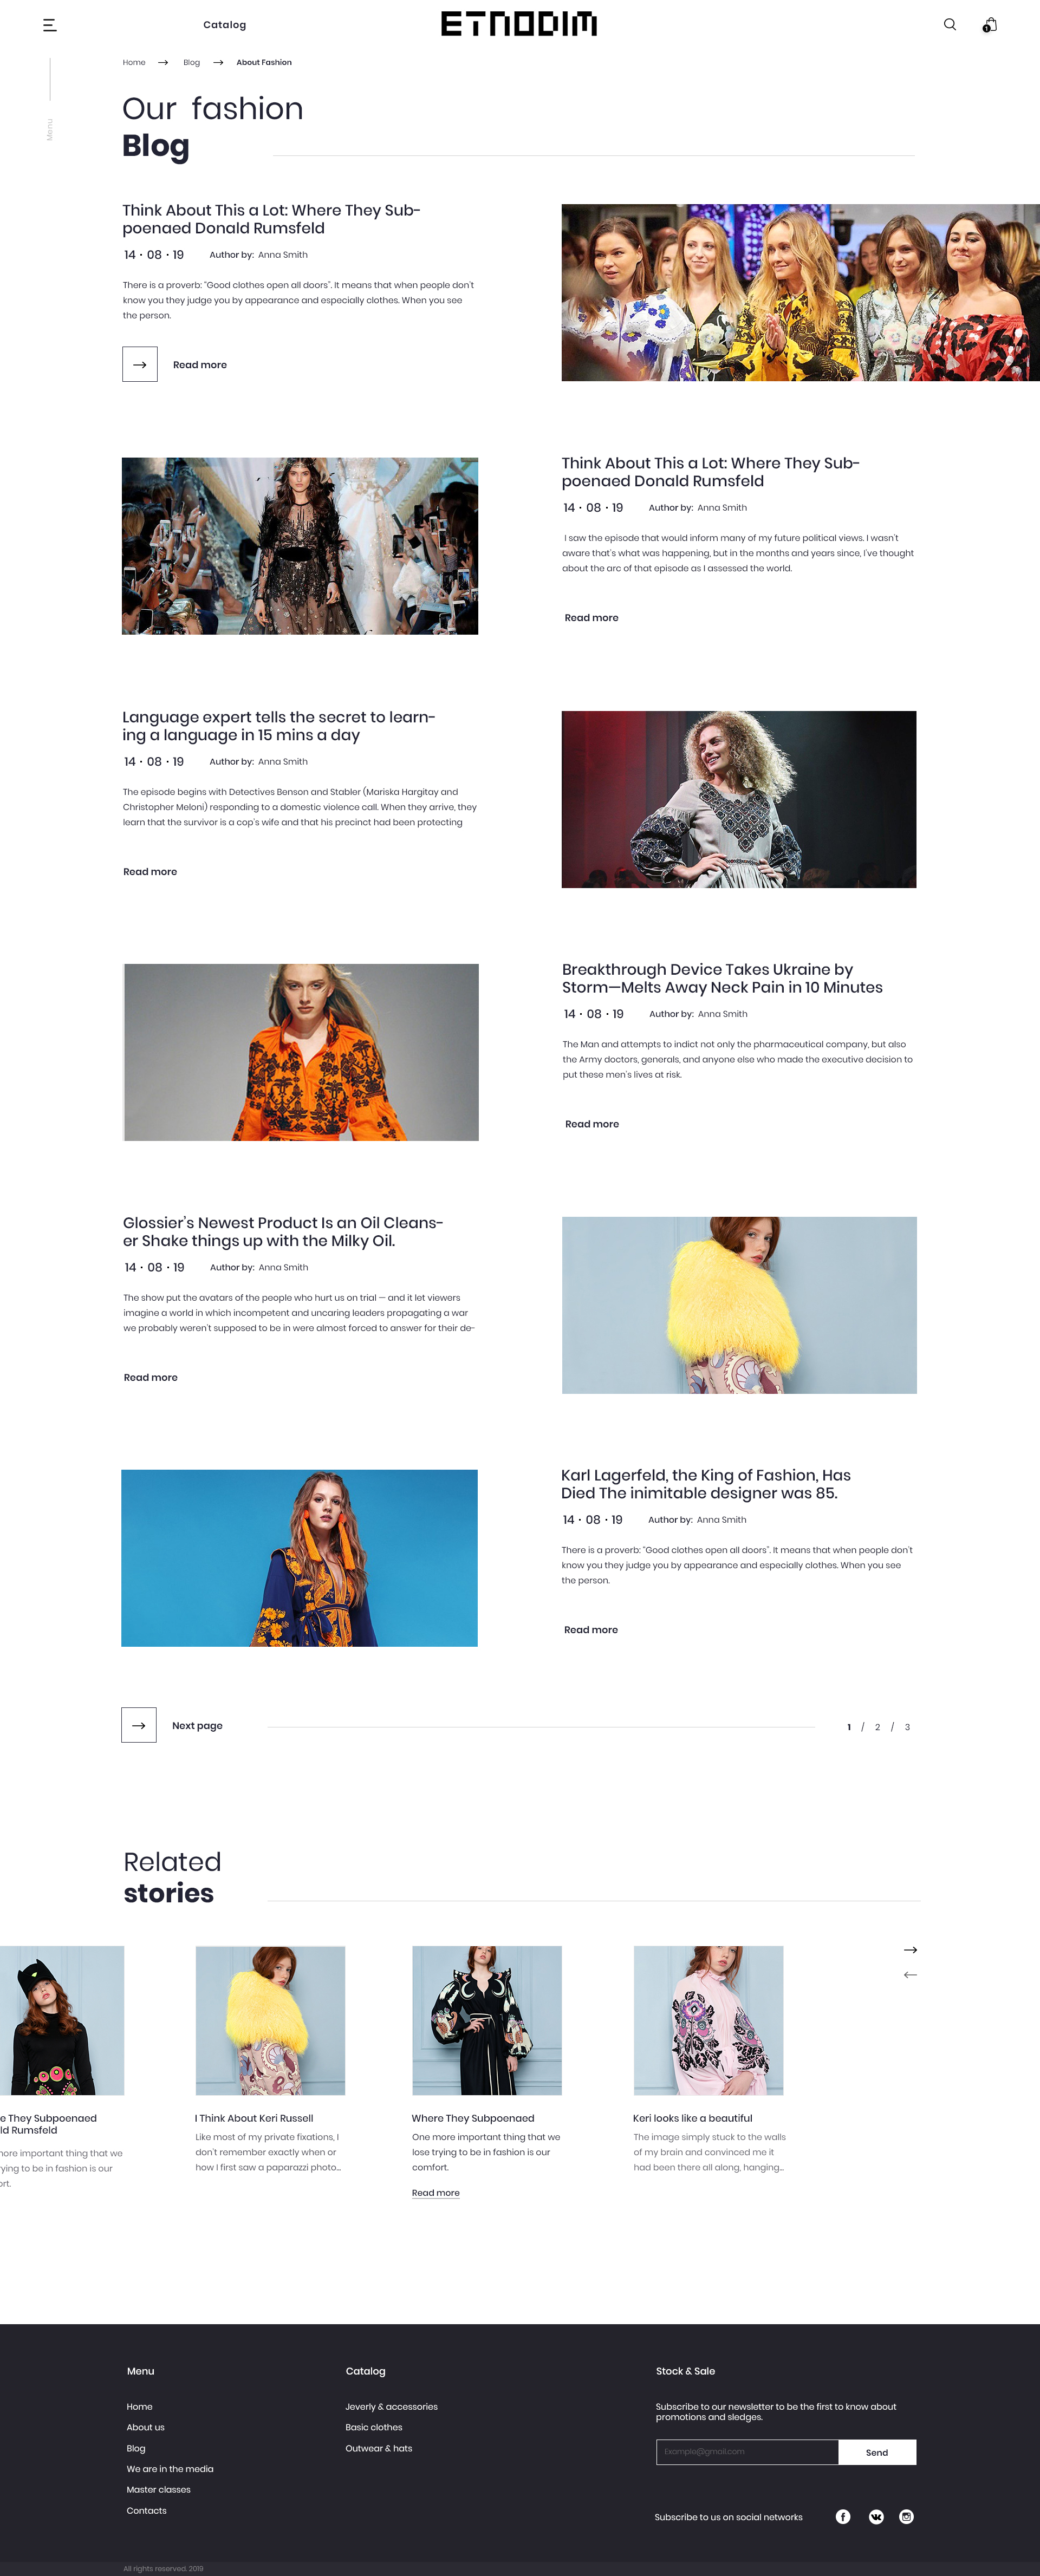 Catalog
ETNODIM
1
Home → Blog → About Fashion
Menu
Our fashion
Blog
Think About This a Lot: Where They Sub-
poenaed Donald Rumsfeld
14 · 08 · 19 Author by: Anna Smith
There is a proverb: "Good clothes open all doors". It means that when people don't
know you they judge you by appearance and especially clothes. When you see
the person.
Read more
Think About This a Lot: Where They Sub-
poenaed Donald Rumsfeld
14 · 08 · 19 Author by: Anna Smith
I saw the episode that would inform many of my future political views. I wasn't
aware that's what was happening, but in the months and years since, I've thought
about the arc of that episode as I assessed the world.
Read more
Language expert tells the secret to learn-
ing a language in 15 mins a day
14 · 08 · 19 Author by: Anna Smith
The episode begins with Detectives Benson and Stabler (Mariska Hargitay and
Christopher Meloni) responding to a domestic violence call. When they arrive, they
learn that the survivor is a cop's wife and that his precinct had been protecting
Read more
Breakthrough Device Takes Ukraine by
Storm—Melts Away Neck Pain in 10 Minutes
14 · 08 · 19 Author by: Anna Smith
The Man and attempts to indict not only the pharmaceutical company, but also
the Army doctors, generals, and anyone else who made the executive decision to
put these men's lives at risk.
Read more
Glossier's Newest Product Is an Oil Cleans-
er Shake things up with the Milky Oil.
14 · 08 · 19 Author by: Anna Smith
The show put the avatars of the people who hurt us on trial — and it let viewers
imagine a world in which incompetent and uncaring leaders propagating a war
we probably weren't supposed to be in were almost forced to answer for their de-
Read more
Karl Lagerfeld, the King of Fashion, Has
Died The inimitable designer was 85.
14 · 08 · 19 Author by: Anna Smith
There is a proverb: "Good clothes open all doors". It means that when people don't
know you they judge you by appearance and especially clothes. When you see
the person.
Read more
Next page
1 / 2 / 3
Related
stories
e They Subpoenaed
ld Rumsfeld
nore important thing that we
rying to be in fashion is our
ort.
I Think About Keri Russell
Like most of my private fixations, I
don't remember exactly when or
how I first saw a paparazzi photo...
Where They Subpoenaed
One more important thing that we
lose trying to be in fashion is our
comfort.
Read more
Keri looks like a beautiful
The image simply stuck to the walls
of my brain and convinced me it
had been there all along, hanging...
Menu
Home
About us
Blog
We are in the media
Master classes
Contacts
Catalog
Jeverly & accessories
Basic clothes
Outwear & hats
Stock & Sale
Subscribe to our newsletter to be the first to know about
promotions and sledges.
Example@gmail.com
Send
Subscribe to us on social networks
All rights reserved. 2019